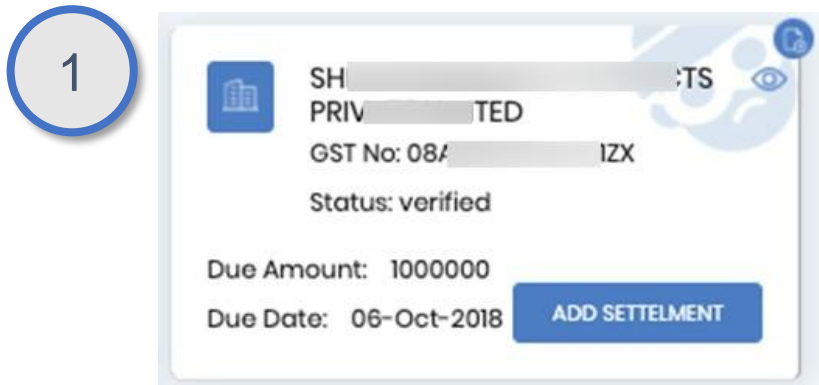 1
SH CTS
PRIV TED
GST No: 08A 1ZX
Status: verified
Due Amount: 1000000
Due Date: 06-Oct-2018
ADD SETTELMENT